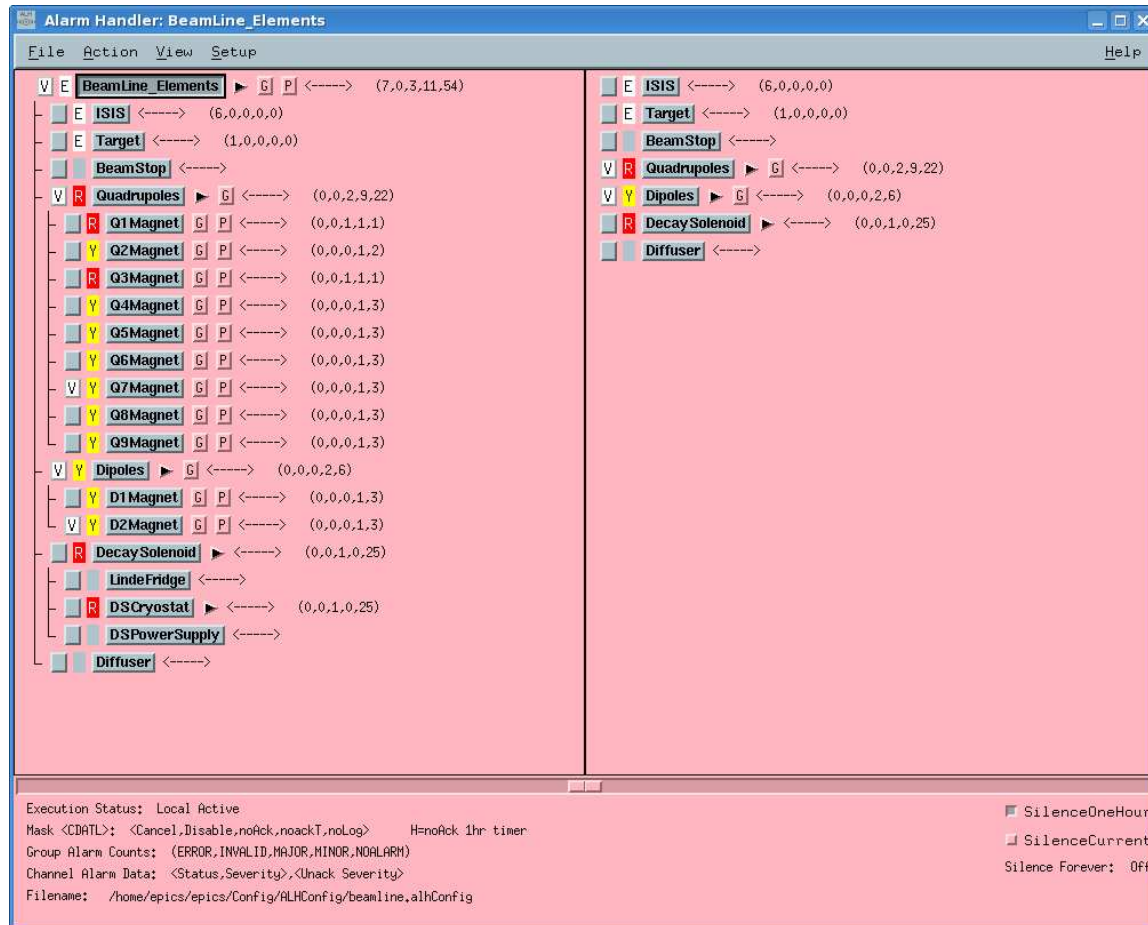 Alarm Handler: BeamLine_Elements
File Action View Setup Help
V E BeamLine_Elements G P <-----> (7,0,3,11,54)
E ISIS <-----> (6,0,0,0,0)
E Target <-----> (1,0,0,0,0)
BeamStop <----->
V R Quadrupoles G <-----> (0,0,2,9,22)
R Q1Magnet G P <-----> (0,0,1,1,1)
Y Q2Magnet G P <-----> (0,0,0,1,2)
R Q3Magnet G P <-----> (0,0,1,1,1)
Y Q4Magnet G P <-----> (0,0,0,1,3)
Y Q5Magnet G P <-----> (0,0,0,1,3)
Y Q6Magnet G P <-----> (0,0,0,1,3)
V Y Q7Magnet G P <-----> (0,0,0,1,3)
Y Q8Magnet G P <-----> (0,0,0,1,3)
Y Q9Magnet G P <-----> (0,0,0,1,3)
V Y Dipoles G <-----> (0,0,0,2,6)
Y D1Magnet G P <-----> (0,0,0,1,3)
V Y D2Magnet G P <-----> (0,0,0,1,3)
R DecaySolenoid <-----> (0,0,1,0,25)
LindeFridge <----->
R DSCryostat <-----> (0,0,1,0,25)
DSPowerSupply <----->
Diffuser <----->
E ISIS <-----> (6,0,0,0,0)
E Target <-----> (1,0,0,0,0)
BeamStop <----->
V R Quadrupoles G <-----> (0,0,2,9,22)
V Y Dipoles G <-----> (0,0,0,2,6)
R DecaySolenoid <-----> (0,0,1,0,25)
Diffuser <----->
Execution Status: Local Active
Mask <CDATL>: <Cancel,Disable,noAck,noackT,noLog> H=noAck 1hr timer
Group Alarm Counts: (ERROR,INVALID,MAJOR,MINOR,NOALARM)
Channel Alarm Data: <Status,Severity>,<Unack Severity>
Filename: /home/epics/epics/Config/ALHConfig/beamline.alhConfig
SilenceOneHour
SilenceCurrent
Silence Forever: Off